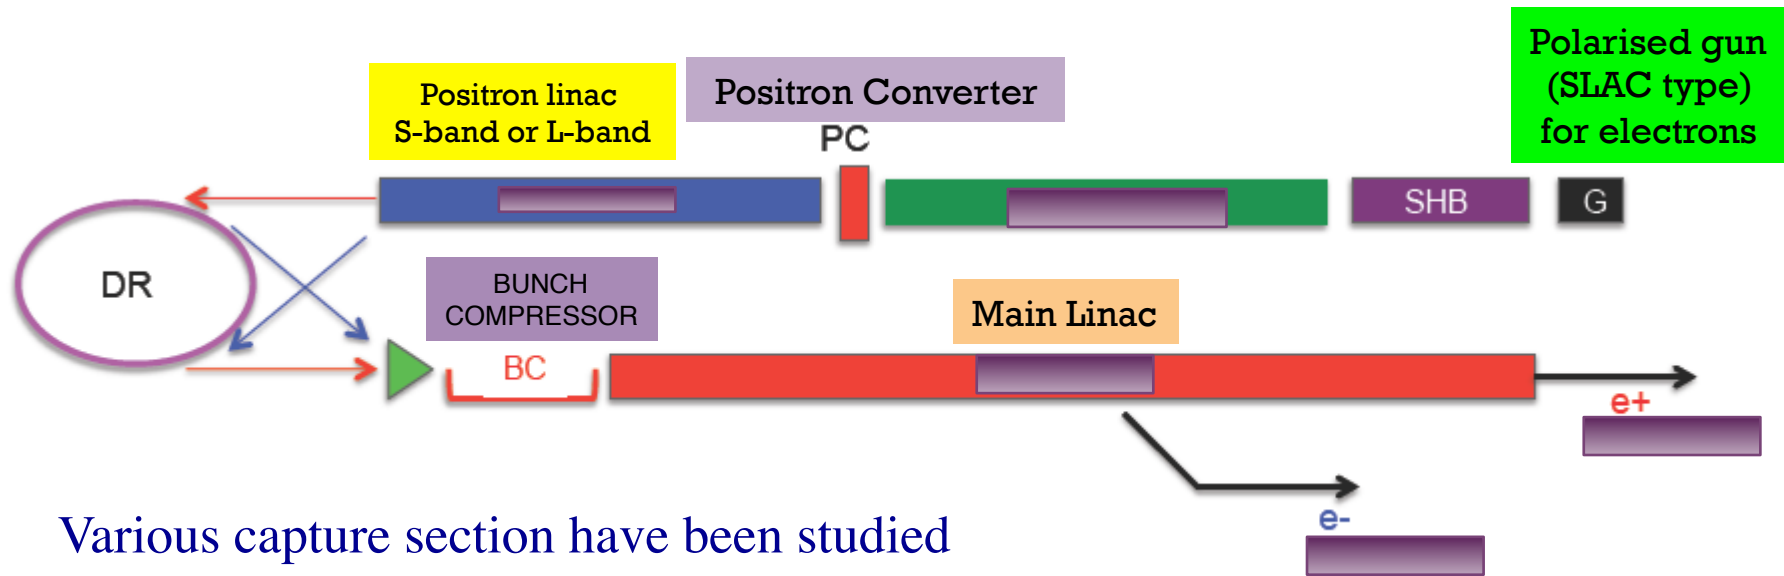 Polarised gun
(SLAC type)
for electrons
Positron linac
S-band or L-band
Positron Converter
PC
SHB
G
DR
BUNCH
COMPRESSOR
Main Linac
BC
e+
e-
Various capture section have been studied